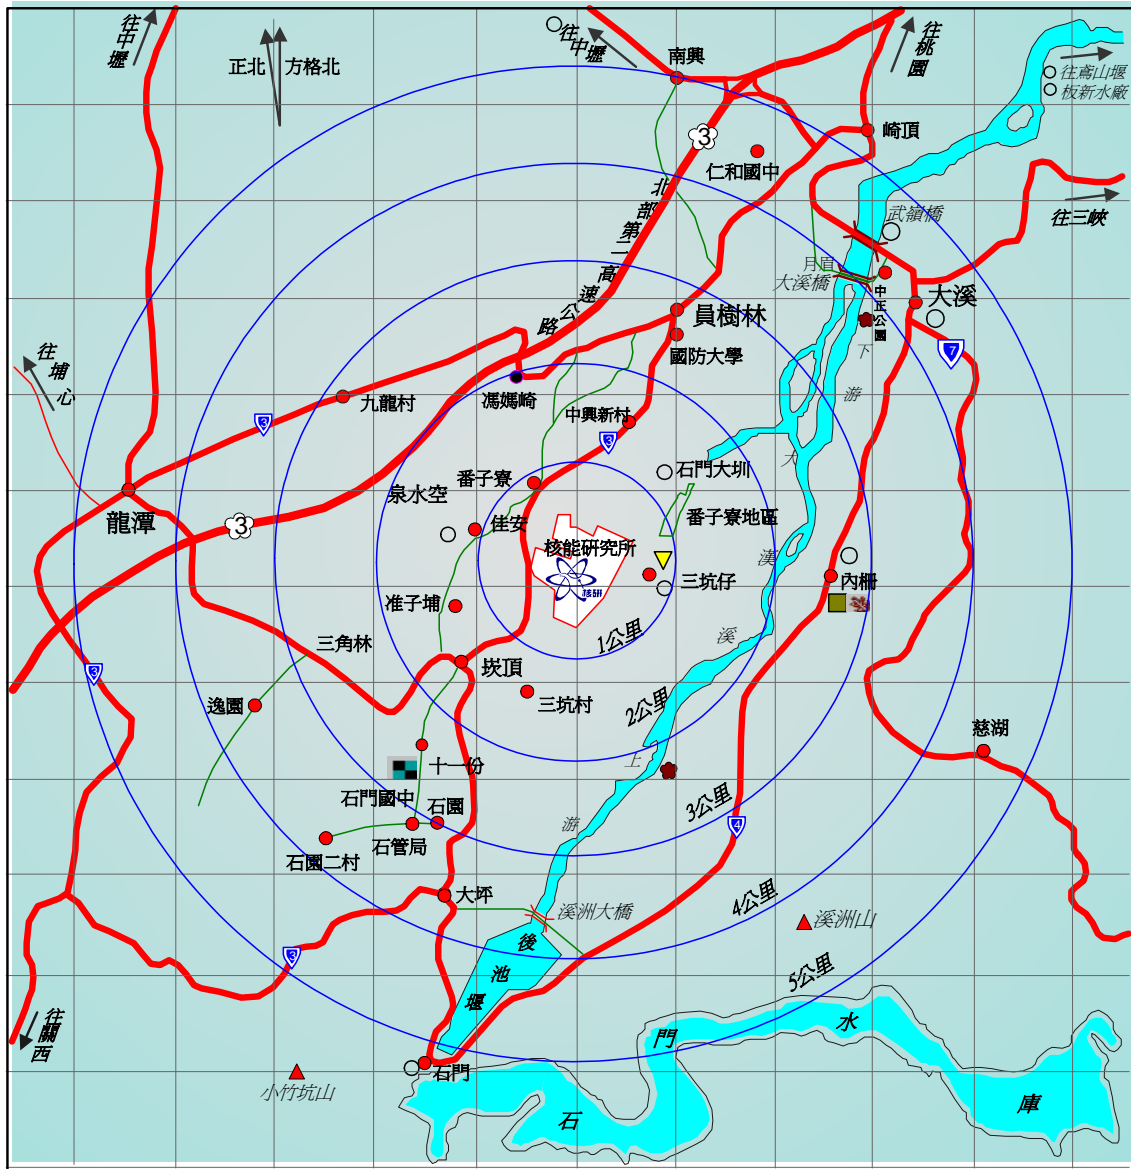 往中壢
正北
方格北
往中壢
南興
往桃園
往鳶山堰
板新水廠
3
崎頂
仁和國中
北部第二高速公路
武嶺橋
往三峽
月眉
大溪橋
中正公園
大溪
員樹林
國防大學
7
下
游
往埔心
九龍村
馮媽崎
中興新村
3
3
大
石門大圳
番子寮
泉水空
佳安
番子寮地區
龍潭
3
核能研究所
核研
漢
三坑仔
內柵
准子埔
1公里
溪
三角林
崁頂
3
三坑村
逸園
2公里
慈湖
十一份
上
石門國中
石園
3公里
4
游
石管局
石園二村
大坪
4公里
溪洲大橋
溪洲山
後池堰
3
5公里
往關西
石門
小竹坑山
石門水庫